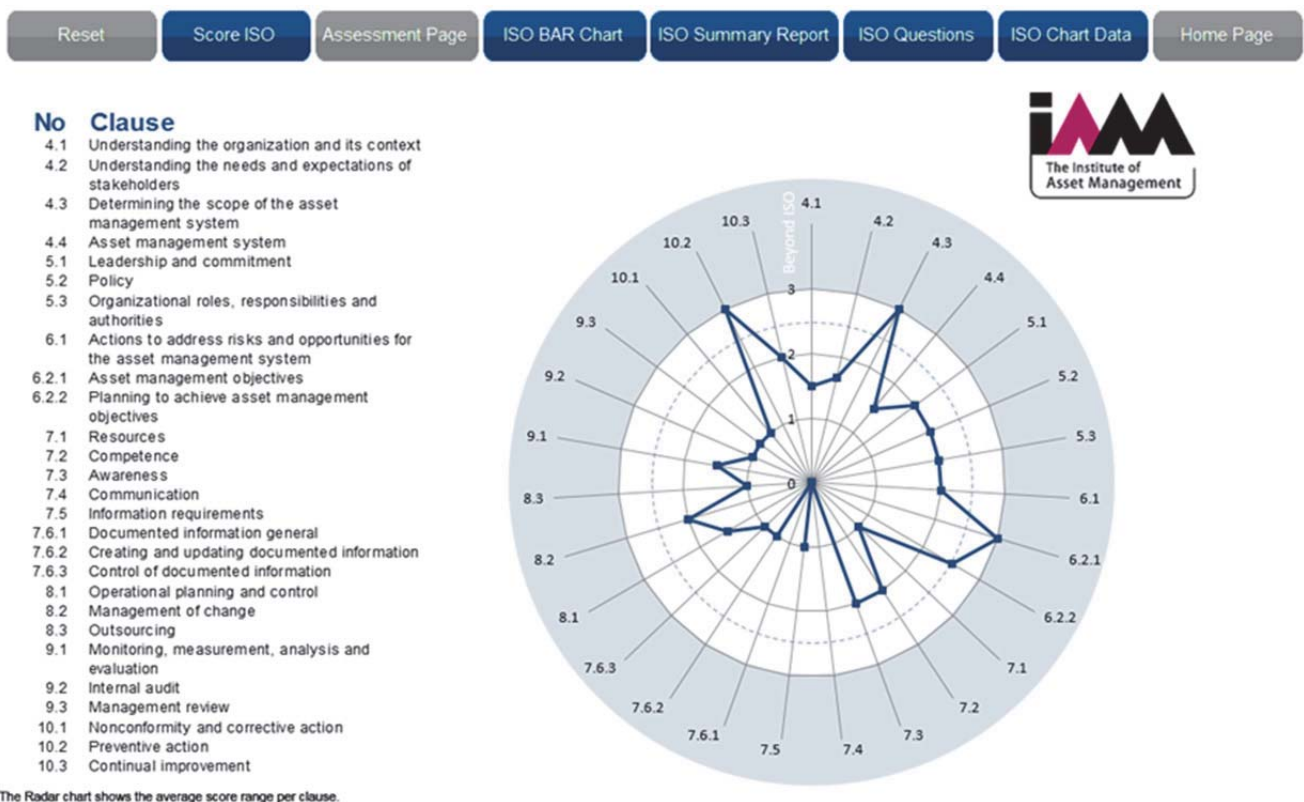 Reset Score ISO Assessment Page ISO BAR Chart ISO Summary Report ISO Questions ISO Chart Data Home Page
iAM
The Institute of
Asset Management
No Clause
4.1 Understanding the organization and its context
4.2 Understanding the needs and expectations of
stakeholders
4.3 Determining the scope of the asset
management system
4.4 Asset management system
5.1 Leadership and commitment
5.2 Policy
5.3 Organizational roles, responsibilities and
authorities
6.1 Actions to address risks and opportunities for
the asset management system
6.2.1 Asset management objectives
6.2.2 Planning to achieve asset management
objectives
7.1 Resources
7.2 Competence
7.3 Awareness
7.4 Communication
7.5 Information requirements
7.6.1 Documented information general
7.6.2 Creating and updating documented information
7.6.3 Control of documented information
8.1 Operational planning and control
8.2 Management of change
8.3 Outsourcing
9.1 Monitoring, measurement, analysis and
evaluation
9.2 Internal audit
9.3 Management review
10.1 Nonconformity and corrective action
10.2 Preventive action
10.3 Continual improvement
The Radar chart shows the average score range per clause.
Beyond ISO
3
2
1
0
4.1
4.2
4.3
4.4
5.1
5.2
5.3
6.1
6.2.1
6.2.2
7.1
7.2
7.3
7.4
7.5
7.6.1
7.6.2
7.6.3
8.1
8.2
8.3
9.1
9.2
9.3
10.1
10.2
10.3